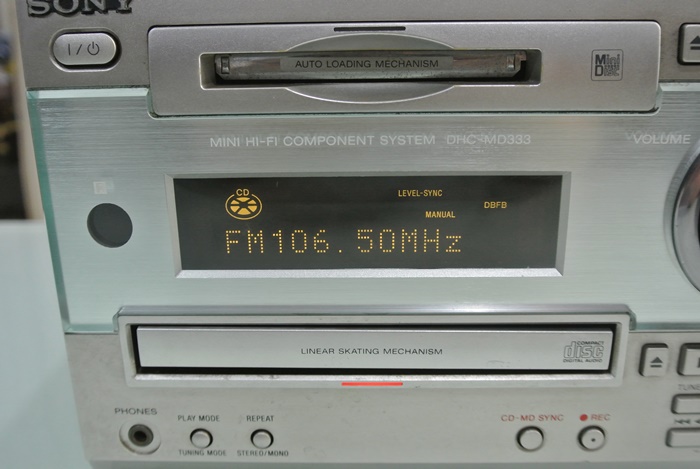 SONY
I/⏻
AUTO LOADING MECHANISM
Mini
Disc
MINI HI-FI COMPONENT SYSTEM DHC-MD333
VOLUME
CD
LEVEL-SYNC
MANUAL
DBFB
FM106.50MHz
LINEAR SKATING MECHANISM
COMPACT
disc
DIGITAL AUDIO
PHONES
PLAY MODE
TUNING MODE
REPEAT
STEREO/MONO
CD-MD SYNC
REC